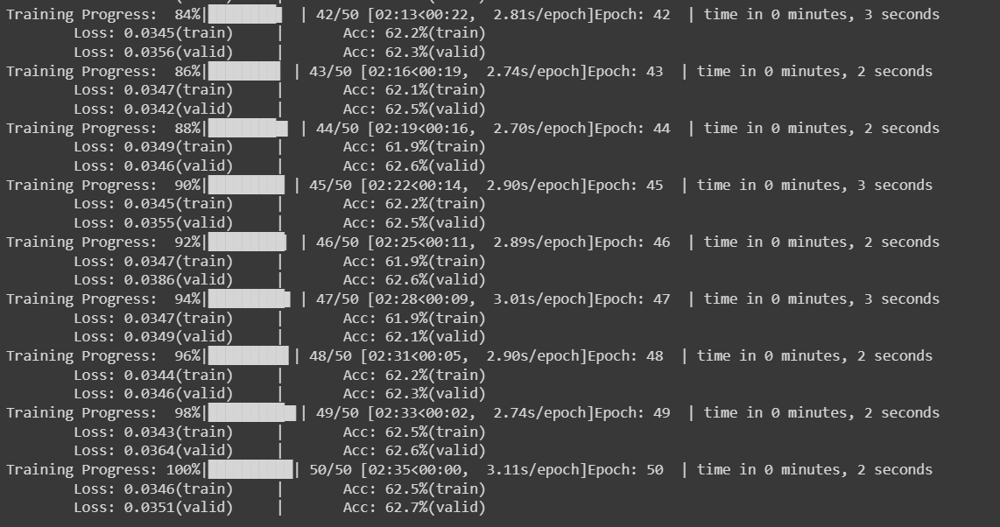 Training Progress:  84%|██████████  | 42/50 [02:13<00:22,  2.81s/epoch]Epoch: 42  | time in 0 minutes, 3 seconds
Loss: 0.0345(train)      |        Acc: 62.2%(train)
Loss: 0.0356(valid)      |        Acc: 62.3%(valid)
Training Progress:  86%|██████████  | 43/50 [02:16<00:19,  2.74s/epoch]Epoch: 43  | time in 0 minutes, 2 seconds
Loss: 0.0347(train)      |        Acc: 62.1%(train)
Loss: 0.0342(valid)      |        Acc: 62.5%(valid)
Training Progress:  88%|██████████  | 44/50 [02:19<00:16,  2.70s/epoch]Epoch: 44  | time in 0 minutes, 2 seconds
Loss: 0.0349(train)      |        Acc: 61.9%(train)
Loss: 0.0346(valid)      |        Acc: 62.6%(valid)
Training Progress:  90%|██████████ | 45/50 [02:22<00:14,  2.90s/epoch]Epoch: 45  | time in 0 minutes, 3 seconds
Loss: 0.0345(train)      |        Acc: 62.2%(train)
Loss: 0.0355(valid)      |        Acc: 62.5%(valid)
Training Progress:  92%|██████████ | 46/50 [02:25<00:11,  2.89s/epoch]Epoch: 46  | time in 0 minutes, 2 seconds
Loss: 0.0347(train)      |        Acc: 61.9%(train)
Loss: 0.0386(valid)      |        Acc: 62.6%(valid)
Training Progress:  94%|██████████ | 47/50 [02:28<00:09,  3.01s/epoch]Epoch: 47  | time in 0 minutes, 3 seconds
Loss: 0.0347(train)      |        Acc: 61.9%(train)
Loss: 0.0349(valid)      |        Acc: 62.1%(valid)
Training Progress:  96%|██████████ | 48/50 [02:31<00:05,  2.90s/epoch]Epoch: 48  | time in 0 minutes, 2 seconds
Loss: 0.0344(train)      |        Acc: 62.2%(train)
Loss: 0.0346(valid)      |        Acc: 62.3%(valid)
Training Progress:  98%|██████████ | 49/50 [02:33<00:02,  2.74s/epoch]Epoch: 49  | time in 0 minutes, 2 seconds
Loss: 0.0343(train)      |        Acc: 62.5%(train)
Loss: 0.0364(valid)      |        Acc: 62.6%(valid)
Training Progress: 100%|██████████| 50/50 [02:35<00:00,  3.11s/epoch]Epoch: 50  | time in 0 minutes, 2 seconds
Loss: 0.0346(train)      |        Acc: 62.5%(train)
Loss: 0.0351(valid)      |        Acc: 62.7%(valid)